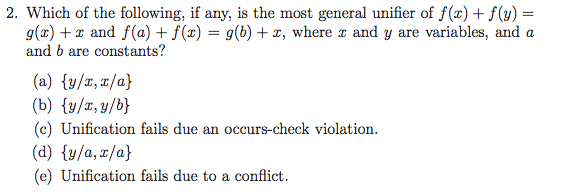 2. Which of the following, if any, is the most general unifier of f(x) + f(y) =
g(x) + x and f(a) + f(x) = g(b) + x, where x and y are variables, and a
and b are constants?
(a) {y/x, x/a}
(b) {y/x, y/b}
(c) Unification fails due an occurs-check violation.
(d) {y/a, x/a}
(e) Unification fails due to a conflict.